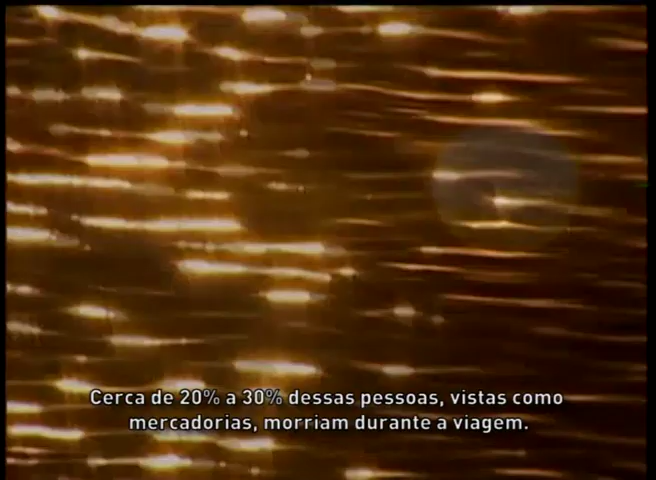 Cerca de 20% a 30% dessas pessoas, vistas como
mercadorias, morriam durante a viagem.